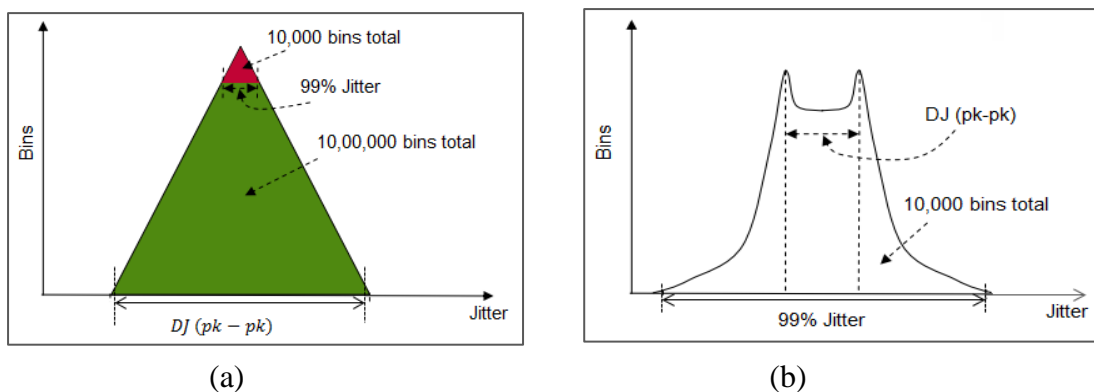 10,000 bins total
99% Jitter
10,00,000 bins total
Bins
Jitter
DJ (pk − pk)
(a)
DJ (pk-pk)
10,000 bins total
Bins
99% Jitter
Jitter
(b)